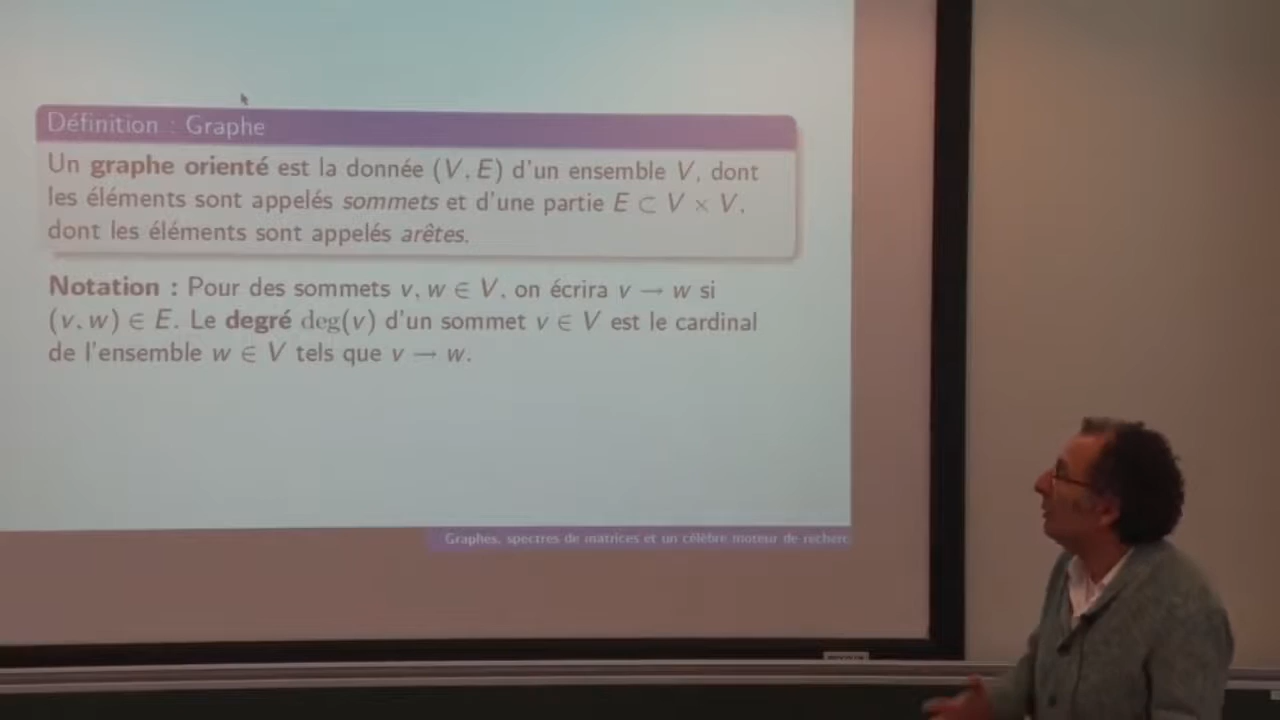 Définition : Graphe
Un graphe orienté est la donnée (V, E) d'un ensemble V, dont
les éléments sont appelés sommets et d'une partie E ⊂ V × V,
dont les éléments sont appelés arêtes.
Notation : Pour des sommets v, w ∈ V, on écrira v → w si
(v, w) ∈ E. Le degré deg(v) d'un sommet v ∈ V est le cardinal
de l'ensemble w ∈ V tels que v → w.
Graphes, spectres de matrices et un célèbre moteur de recherc